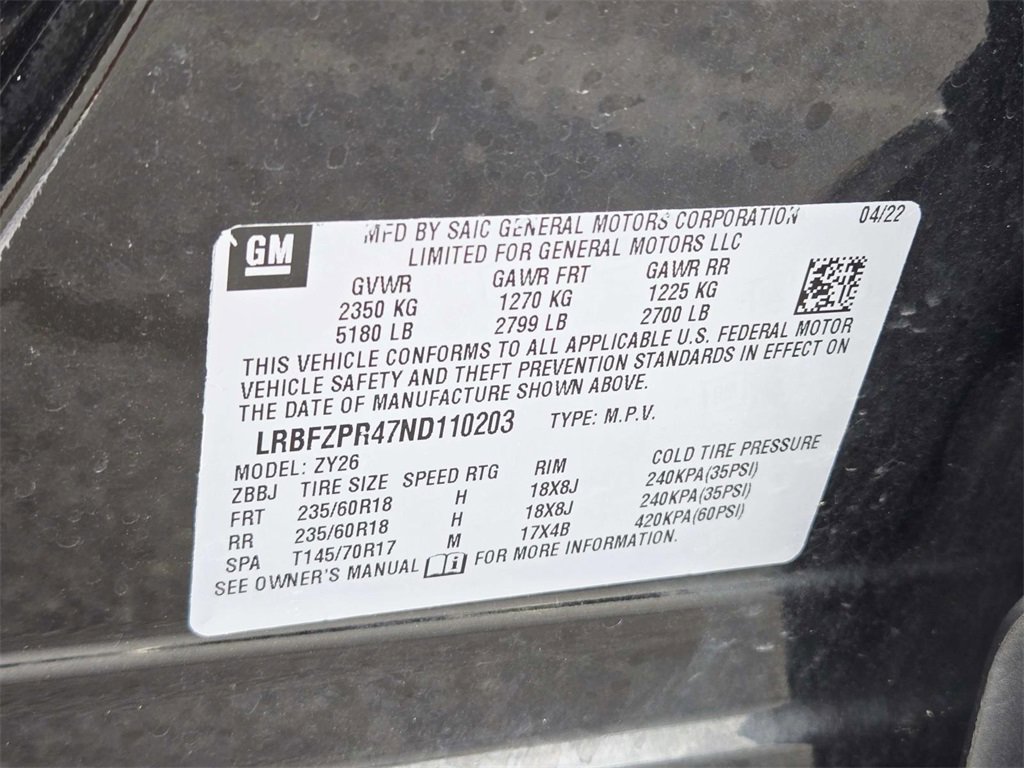 GM
MFD BY SAIC GENERAL MOTORS CORPORATION 04/22
LIMITED FOR GENERAL MOTORS LLC
GVWR GAWR FRT GAWR RR
2350 KG 1270 KG 1225 KG
5180 LB 2799 LB 2700 LB
THIS VEHICLE CONFORMS TO ALL APPLICABLE U.S. FEDERAL MOTOR
VEHICLE SAFETY AND THEFT PREVENTION STANDARDS IN EFFECT ON
THE DATE OF MANUFACTURE SHOWN ABOVE.
LRBFZPR47ND110203 TYPE: M.P.V.
MODEL: ZY26
ZBBJ TIRE SIZE SPEED RTG RIM COLD TIRE PRESSURE
FRT 235/60R18 H 18X8J 240KPA(35PSI)
RR 235/60R18 H 18X8J 240KPA(35PSI)
SPA T145/70R17 M 17X4B 420KPA(60PSI)
SEE OWNER'S MANUAL FOR MORE INFORMATION.